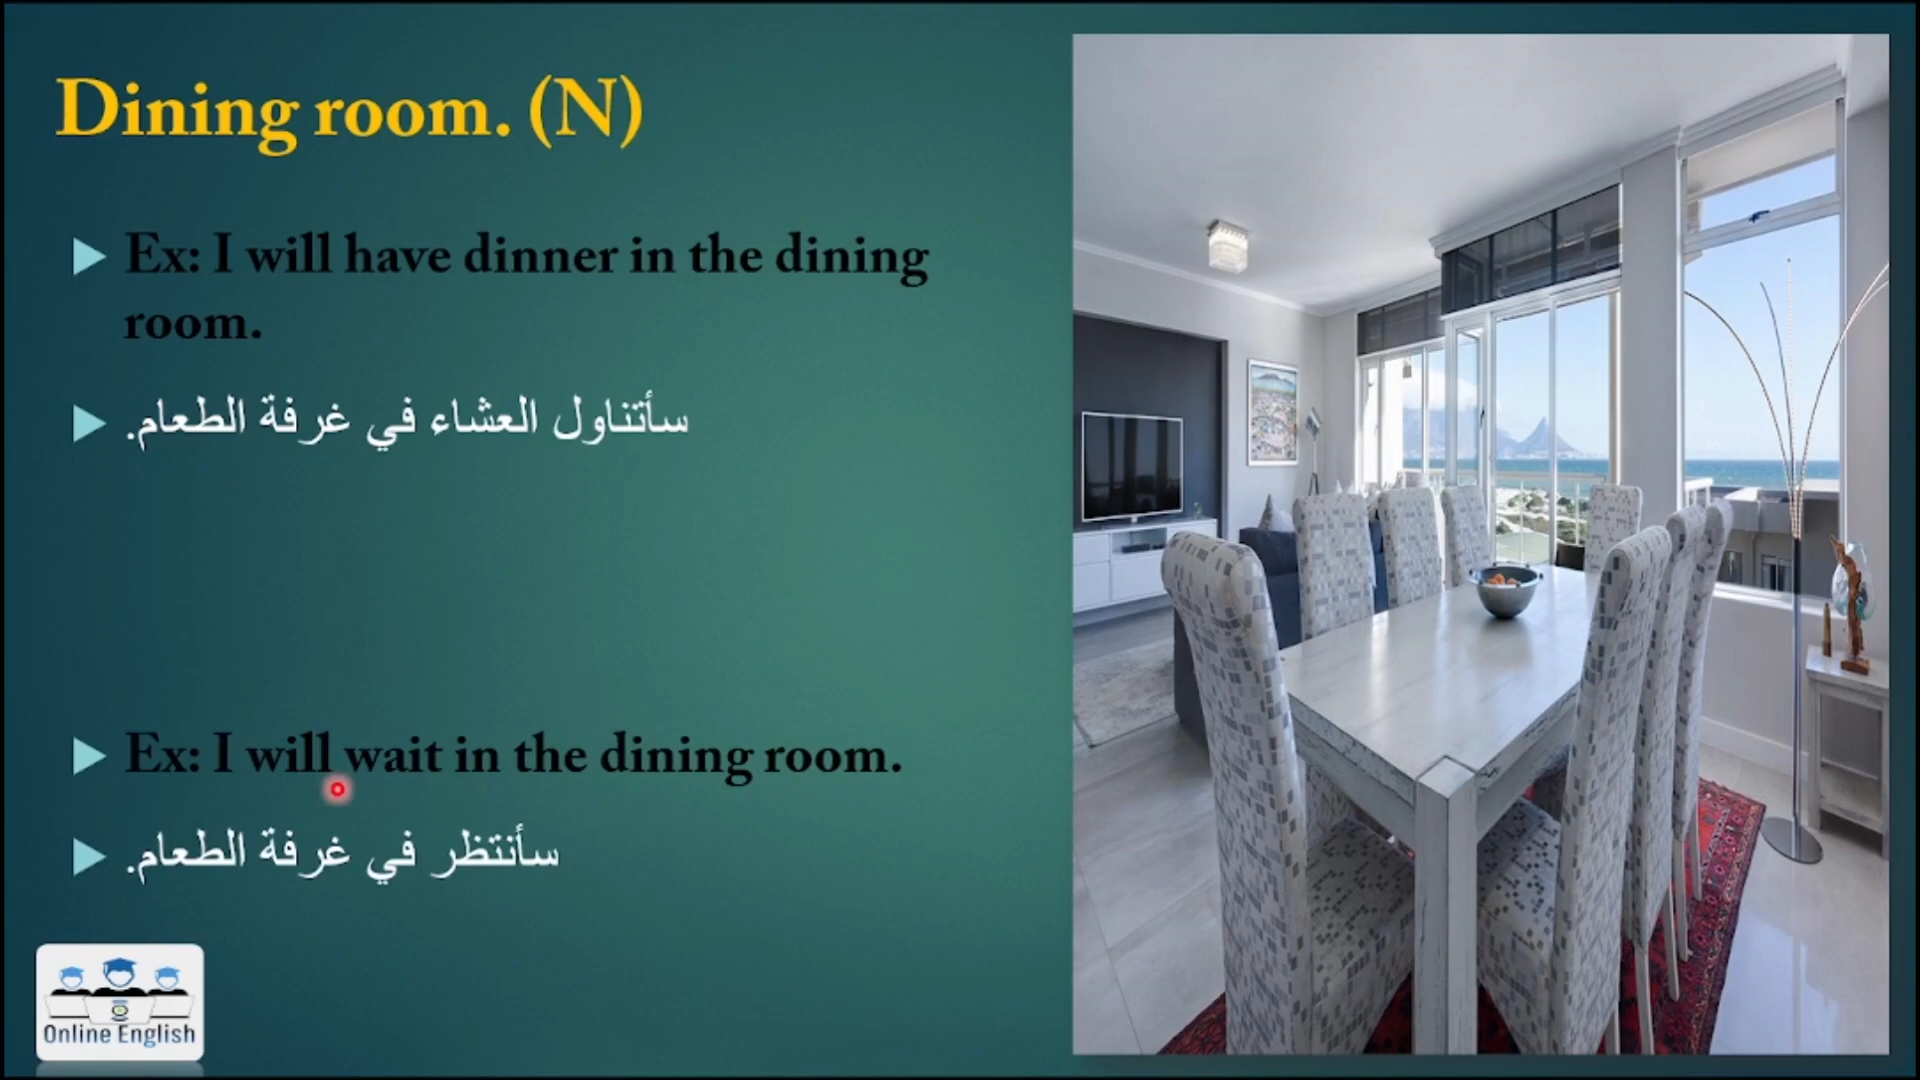 Dining room. (N)
Ex: I will have dinner in the dining
room.
سأتناول العشاء في غرفة الطعام.
Ex: I will wait in the dining room.
سأنتظر في غرفة الطعام.
Online English